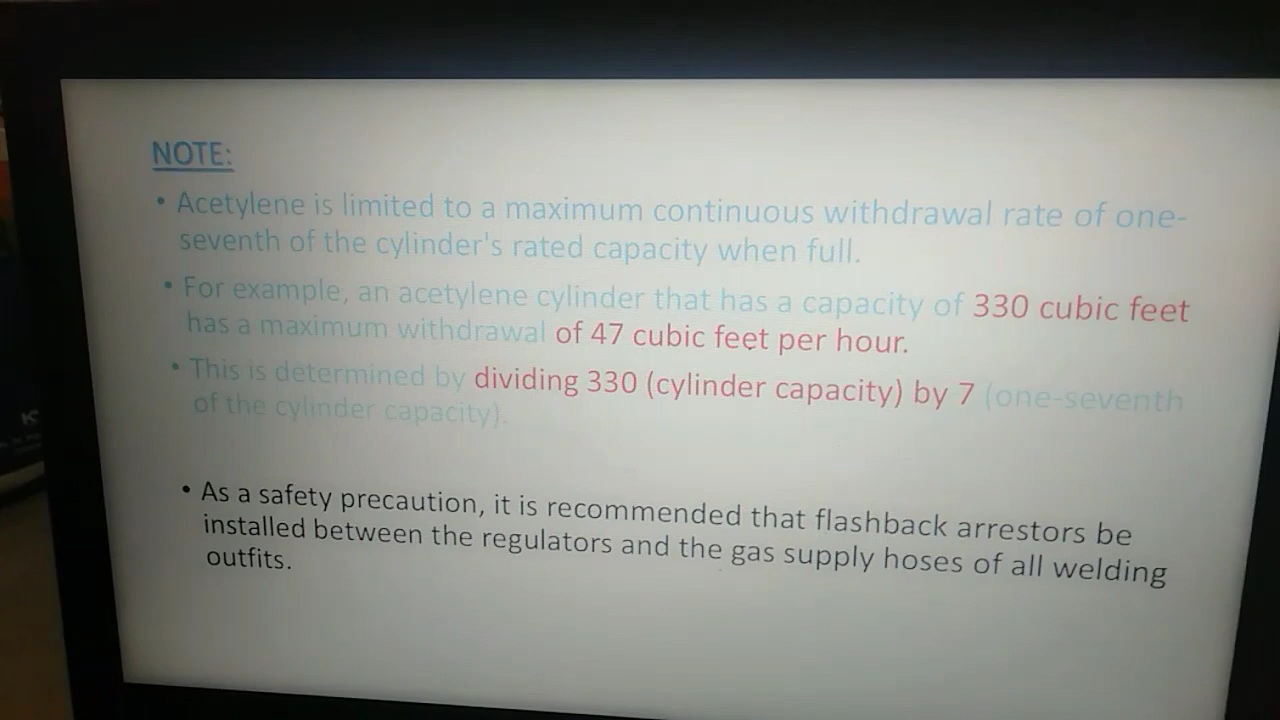 NOTE:
• Acetylene is limited to a maximum continuous withdrawal rate of one-
seventh of the cylinder's rated capacity when full.
• For example, an acetylene cylinder that has a capacity of 330 cubic feet
has a maximum withdrawal of 47 cubic feet per hour.
• This is determined by dividing 330 (cylinder capacity) by 7 (one-seventh
of the cylinder capacity).
• As a safety precaution, it is recommended that flashback arrestors be
installed between the regulators and the gas supply hoses of all welding
outfits.